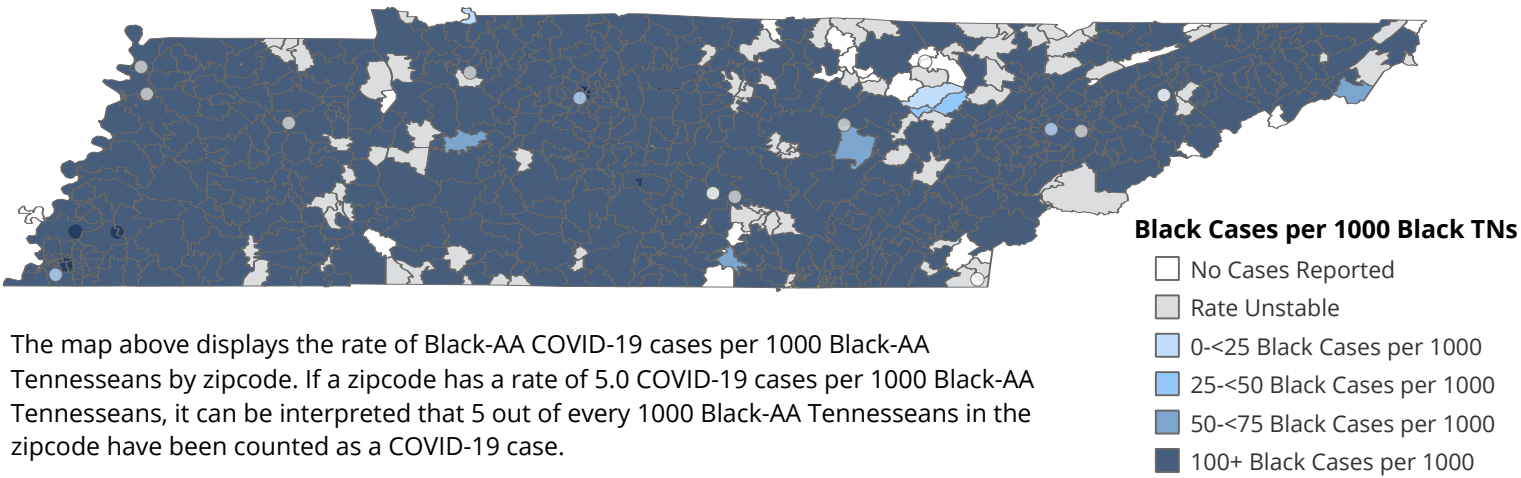 Black Cases per 1000 Black TNs
No Cases Reported
Rate Unstable
0-<25 Black Cases per 1000
25-<50 Black Cases per 1000
50-<75 Black Cases per 1000
100+ Black Cases per 1000
The map above displays the rate of Black-AA COVID-19 cases per 1000 Black-AA
Tennesseans by zipcode. If a zipcode has a rate of 5.0 COVID-19 cases per 1000 Black-AA
Tennesseans, it can be interpreted that 5 out of every 1000 Black-AA Tennesseans in the
zipcode have been counted as a COVID-19 case.